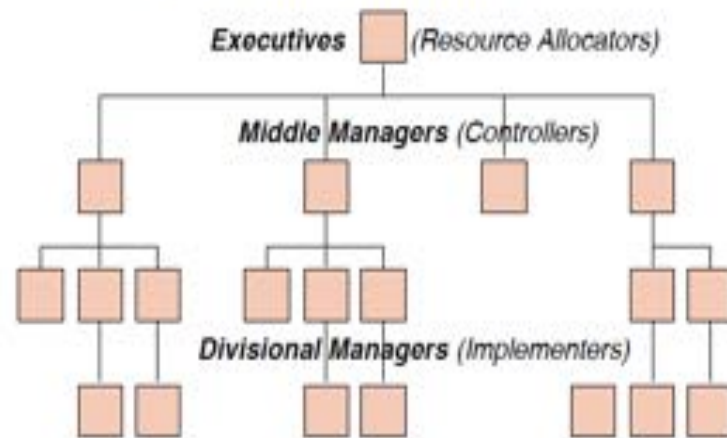 Executives (Resource Allocators)
Middle Managers (Controllers)
Divisional Managers (Implementers)